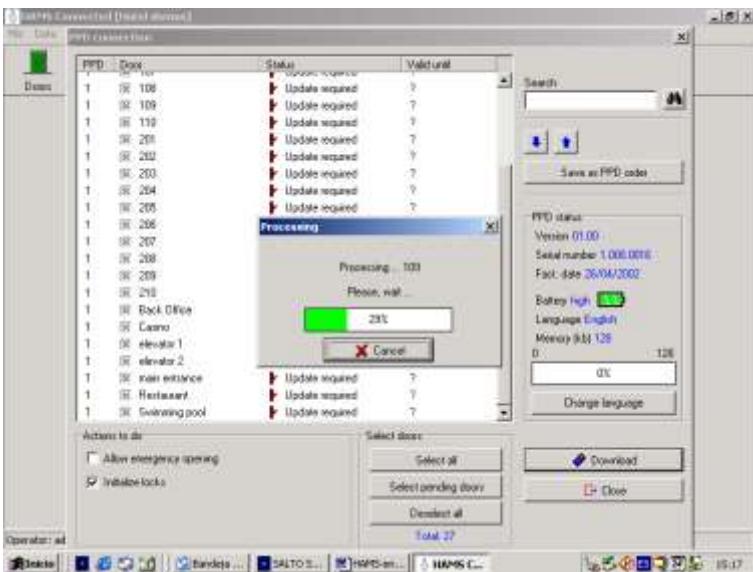 HAMS Connected
File Data
PPD connection
Doors
PPD Door Status Valid until
1 107 Update required ?
1 108 Update required ?
1 109 Update required ?
1 110 Update required ?
1 201 Update required ?
1 202 Update required ?
1 203 Update required ?
1 204 Update required ?
1 205 Update required ?
1 206
1 207
1 208
1 209
1 210
1 Back Office
1 Casino
1 elevator 1
1 elevator 2
1 main entrance Update required ?
1 Restaurant Update required ?
1 Swimming pool Update required ?
Processing
Processing... 109
Please, wait...
29%
Cancel
Search
Save as PPD order
PPD status
Version 01.00
Serial number 1.000.0016
Fact. date 26/04/2002
Battery high
Language English
Memory (kb) 128
0 128
0%
Change language
Actions to do
Allow emergency opening
Initialize locks
Select doors
Select all
Select pending doors
Deselect all
Total: 27
Download
Close
Operator: ad
Inicio Bandeja ... SALTO S... HAMS-en... HAMS C... 15:17